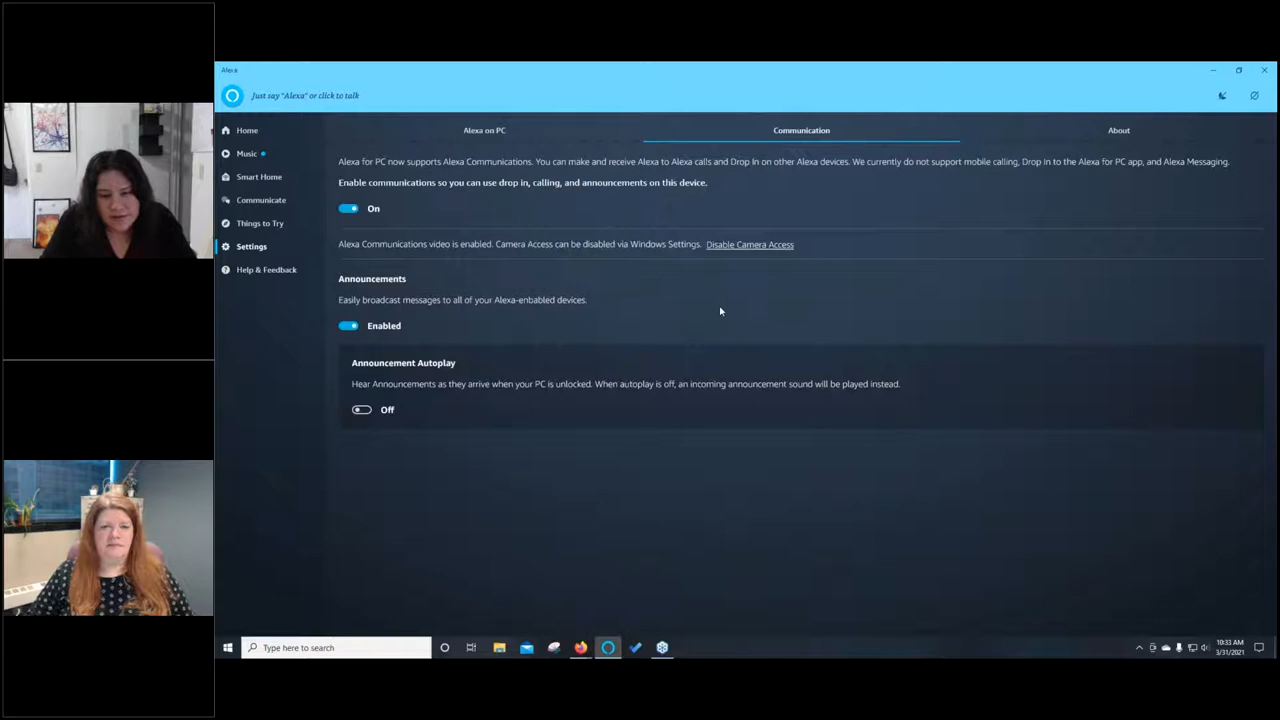 Alexa
Just say "Alexa" or click to talk
Home
Music
Smart Home
Communicate
Things to Try
Settings
Help & Feedback
Alexa on PC
Communication
About
Alexa for PC now supports Alexa Communications. You can make and receive Alexa to Alexa calls and Drop In on other Alexa devices. We currently do not support mobile calling, Drop In to the Alexa for PC app, and Alexa Messaging.
Enable communications so you can use drop in, calling, and announcements on this device.
On
Alexa Communications video is enabled. Camera Access can be disabled via Windows Settings. Disable Camera Access
Announcements
Easily broadcast messages to all of your Alexa-enbabled devices.
Enabled
Announcement Autoplay
Hear Announcements as they arrive when your PC is unlocked. When autoplay is off, an incoming announcement sound will be played instead.
Off
Type here to search
10:33 AM
3/31/2021